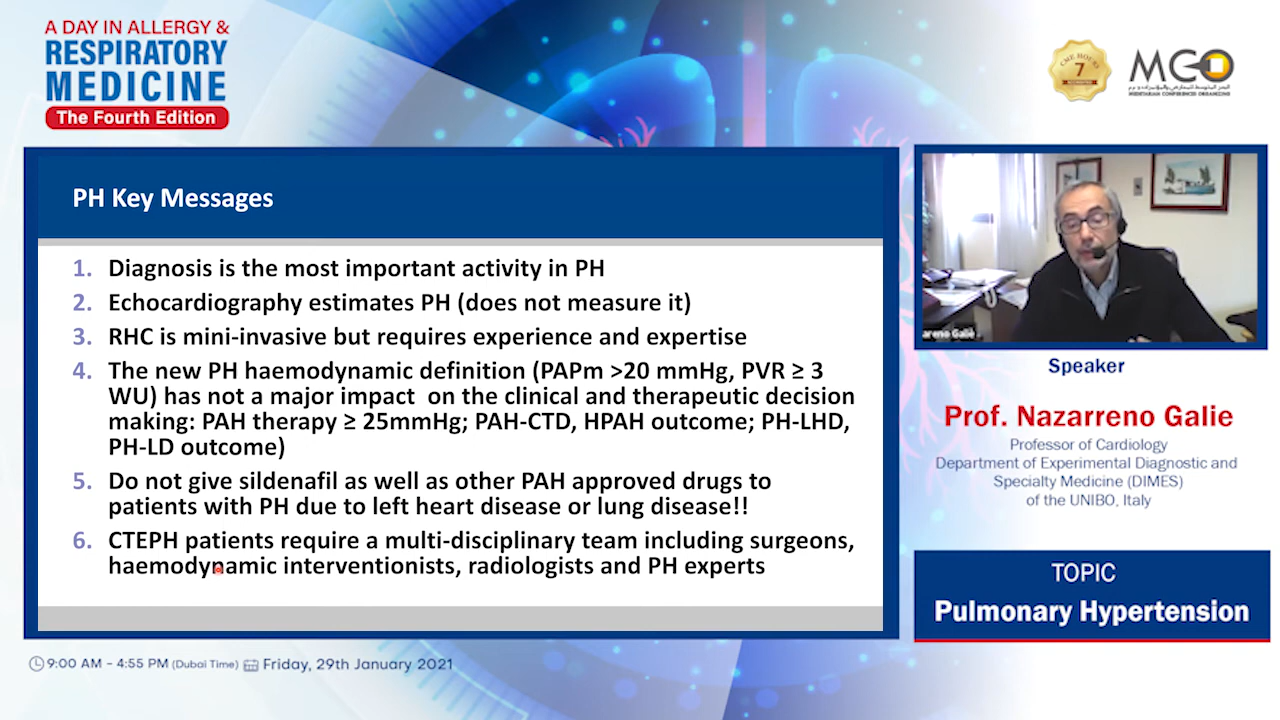 A DAY IN ALLERGY &
RESPIRATORY
MEDICINE
The Fourth Edition
7
MCO
PH Key Messages
1. Diagnosis is the most important activity in PH
2. Echocardiography estimates PH (does not measure it)
3. RHC is mini-invasive but requires experience and expertise
4. The new PH haemodynamic definition (PAPm >20 mmHg, PVR ≥ 3
WU) has not a major impact on the clinical and therapeutic decision
making: PAH therapy ≥ 25mmHg; PAH-CTD, HPAH outcome; PH-LHD,
PH-LD outcome)
5. Do not give sildenafil as well as other PAH approved drugs to
patients with PH due to left heart disease or lung disease!!
6. CTEPH patients require a multi-disciplinary team including surgeons,
haemodynamic interventionists, radiologists and PH experts
Speaker
Prof. Nazarreno Galie
Professor of Cardiology
Department of Experimental Diagnostic and
Specialty Medicine (DIMES)
of the UNIBO, Italy
TOPIC
Pulmonary Hypertension
9:00 AM - 4:55 PM (Dubai Time) Friday, 29th January 2021